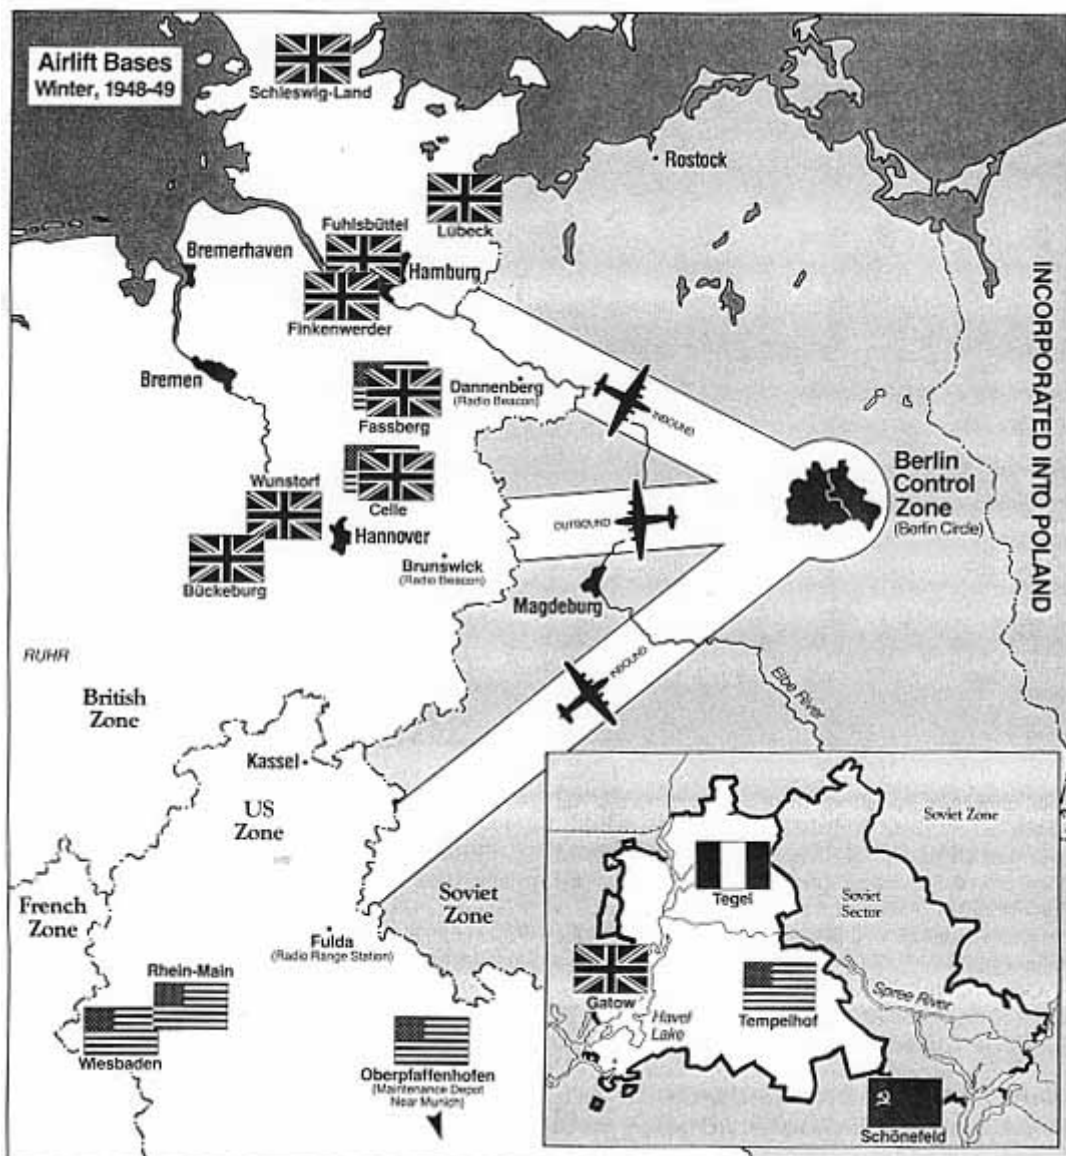 Airlift Bases
Winter, 1948-49
Schleswig-Land
Rostock
Lübeck
Fuhlsbüttel
Bremerhaven
Hamburg
Finkenwerder
INCORPORATED INTO POLAND
Bremen
Dannenberg
(Radio Beacon)
INBOUND
Fassberg
Berlin
Control
Zone
(Berlin Circle)
Wunstorf
Celle
OUTBOUND
Hannover
Brunswick
(Radio Beacon)
Bückeburg
Magdeburg
RUHR
INBOUND
Elbe River
British
Zone
Kassel
US
Zone
Soviet
Zone
French
Zone
Fulda
(Radio Range Station)
Rhein-Main
Wiesbaden
Oberpfaffenhofen
(Maintenance Depot
Near Munich)
Soviet Zone
Tegel
Soviet
Sector
Gatow
Tempelhof
Spree River
Havel
Lake
Schönefeld